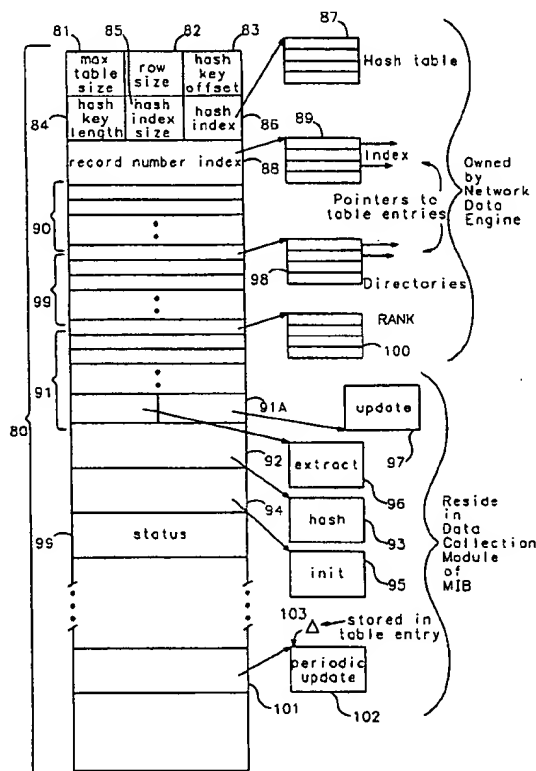 81
85
82
83
87
max table size
row size
hash key offset
Hash table
84
hash key length
hash index size
hash index
86
89
record number index
88
Index
Owned by Network Data Engine
Pointers to table entries
90
98
Directories
99
RANK
100
91
91A
update
97
80
92
extract
96
Reside in Data Collection Module of MIB
94
hash
93
99
status
init
95
103
Δ
stored in table entry
periodic update
101
102